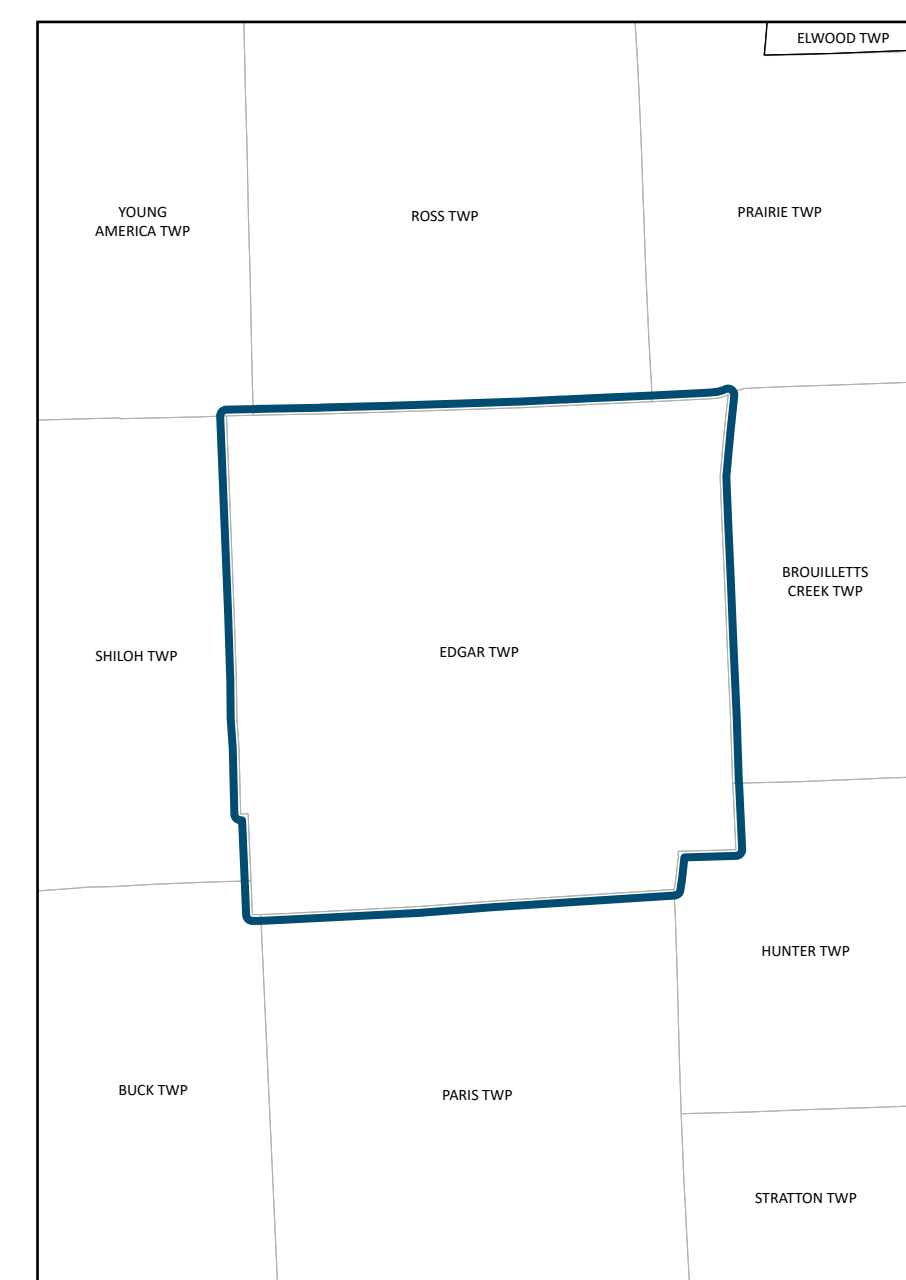 ELWOOD TWP
YOUNG
AMERICA TWP
ROSS TWP
PRAIRIE TWP
BROUILLETTS
CREEK TWP
SHILOH TWP
EDGAR TWP
HUNTER TWP
BUCK TWP
PARIS TWP
STRATTON TWP